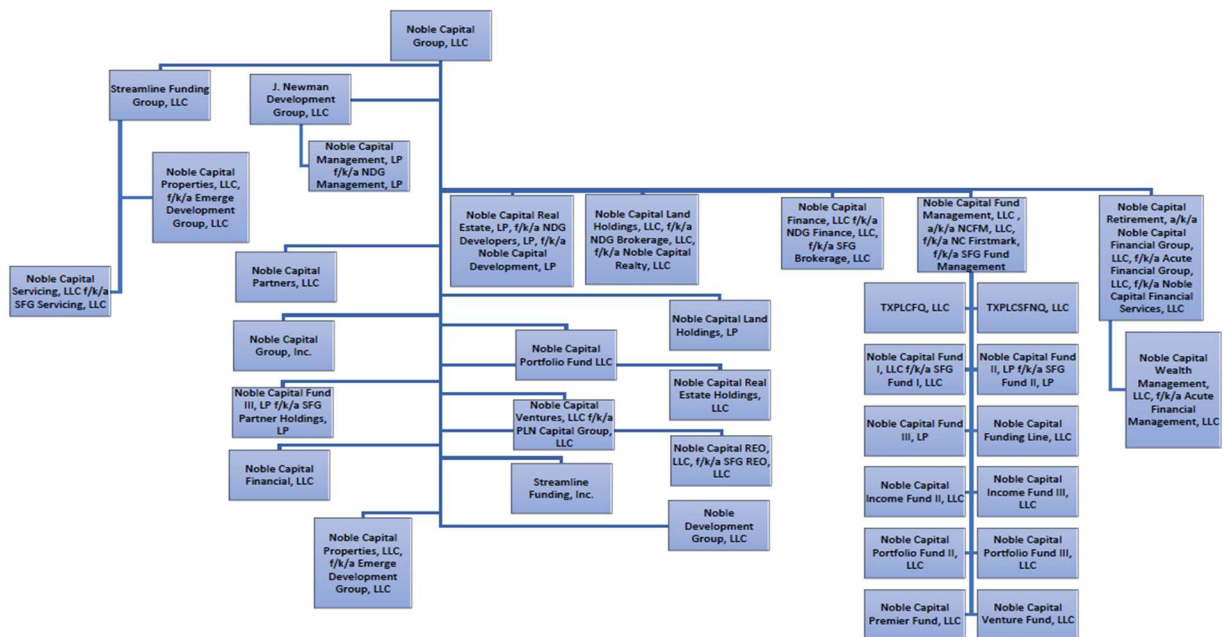 Noble Capital
Group, LLC
Streamline Funding
Group, LLC
J. Newman
Development
Group, LLC
Noble Capital
Management, LP
f/k/a NDG
Management, LP
Noble Capital
Properties, LLC,
f/k/a Emerge
Development
Group, LLC
Noble Capital
Servicing, LLC f/k/a
SFG Servicing, LLC
Noble Capital Real
Estate, LP, f/k/a NDG
Developers, LP, f/k/a
Noble Capital
Development, LP
Noble Capital Land
Holdings, LLC, f/k/a
NDG Brokerage, LLC,
f/k/a Noble Capital
Realty, LLC
Noble Capital
Finance, LLC f/k/a
NDG Finance, LLC,
f/k/a SFG
Brokerage, LLC
Noble Capital Fund
Management, LLC ,
a/k/a NCFM, LLC,
f/k/a NC Firstmark,
f/k/a SFG Fund
Management
Noble Capital
Retirement, a/k/a
Noble Capital
Financial Group,
LLC, f/k/a Acute
Financial Group,
LLC, f/k/a Noble
Capital Financial
Services, LLC
Noble Capital
Partners, LLC
Noble Capital Land
Holdings, LP
TXPLCFQ, LLC
TXPLCSFNQ, LLC
Noble Capital
Group, Inc.
Noble Capital
Portfolio Fund LLC
Noble Capital Fund
I, LLC f/k/a SFG
Fund I, LLC
Noble Capital Fund
II, LP f/k/a SFG
Fund II, LP
Noble Capital
Wealth
Management,
LLC, f/k/a Acute
Financial
Management, LLC
Noble Capital Real
Estate Holdings,
LLC
Noble Capital Fund
III, LP f/k/a SFG
Partner Holdings,
LP
Noble Capital
Ventures, LLC f/k/a
PLN Capital Group,
LLC
Noble Capital
Fund III, LP
Noble Capital
Funding Line, LLC
Noble Capital REO,
LLC, f/k/a SFG REO,
LLC
Noble Capital
Financial, LLC
Streamline
Funding, Inc.
Noble Capital
Income Fund II, LLC
Noble Capital
Income Fund III,
LLC
Noble
Development
Group, LLC
Noble Capital
Properties, LLC,
f/k/a Emerge
Development
Group, LLC
Noble Capital
Portfolio Fund II,
LLC
Noble Capital
Portfolio Fund III,
LLC
Noble Capital
Premier Fund, LLC
Noble Capital
Venture Fund, LLC